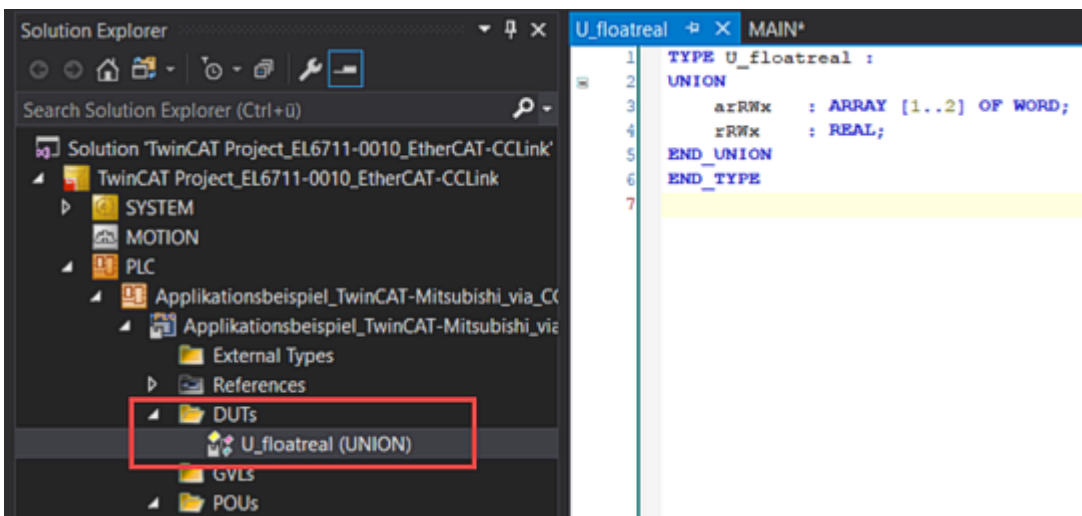 Solution Explorer
Search Solution Explorer (Ctrl+ü)
Solution 'TwinCAT Project_EL6711-0010_EtherCAT-CCLink'
TwinCAT Project_EL6711-0010_EtherCAT-CCLink
SYSTEM
MOTION
PLC
Applikationsbeispiel_TwinCAT-Mitsubishi_via_C
Applikationsbeispiel_TwinCAT-Mitsubishi_via
External Types
References
DUTs
U_floatreal (UNION)
GVLs
POUs
U_floatreal MAIN*
1 TYPE U_floatreal :
2 UNION
3 arRWx : ARRAY [1..2] OF WORD;
4 rRWx : REAL;
5 END_UNION
6 END_TYPE
7